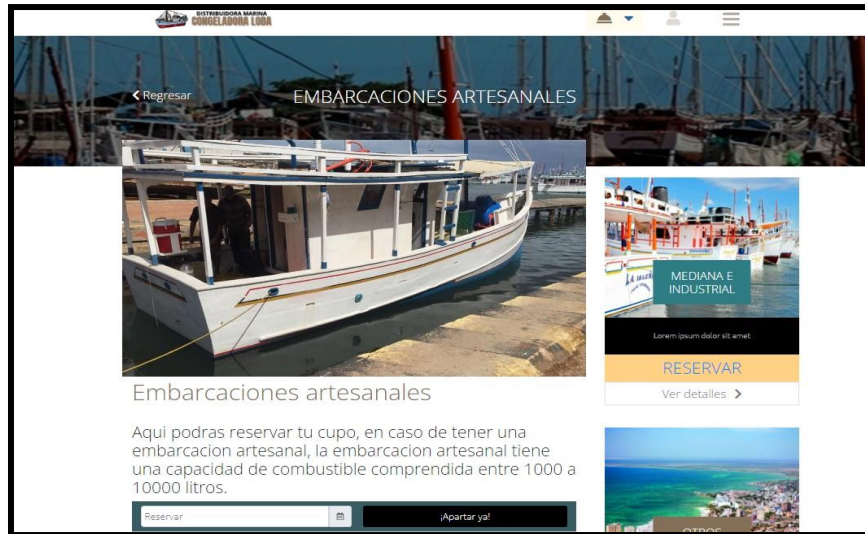 DISTRIBUIDORA MARINA
CONGELADORA LOBA
Regresar
EMBARCACIONES ARTESANALES
Embarcaciones artesanales
Aqui podras reservar tu cupo, en caso de tener una
embarcacion artesanal, la embarcacion artesanal tiene
una capacidad de combustible comprendida entre 1000 a
10000 litros.
Reservar
¡Apartar ya!
MEDIANA E
INDUSTRIAL
Lorem ipsum dolor sit amet
RESERVAR
Ver detalles
OTROS